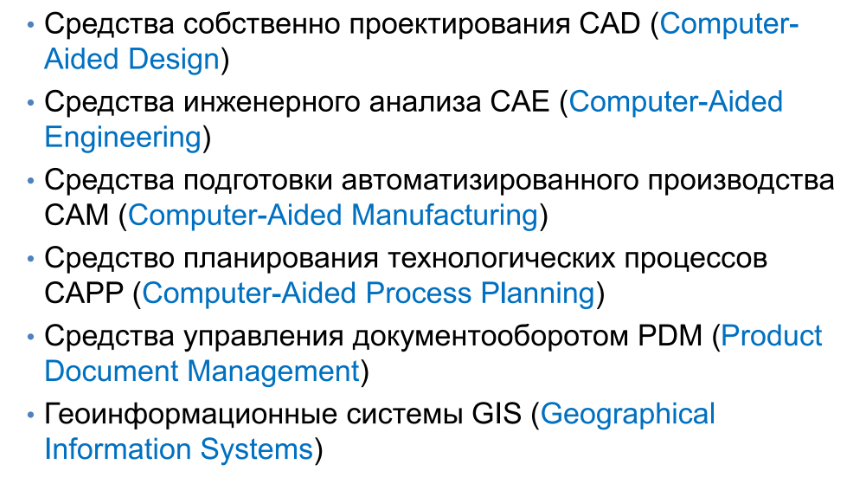 • Средства собственно проектирования CAD (Computer-
Aided Design)
• Средства инженерного анализа CAE (Computer-Aided
Engineering)
• Средства подготовки автоматизированного производства
CAM (Computer-Aided Manufacturing)
• Средство планирования технологических процессов
CAPP (Computer-Aided Process Planning)
• Средства управления документооборотом PDM (Product
Document Management)
• Геоинформационные системы GIS (Geographical
Information Systems)